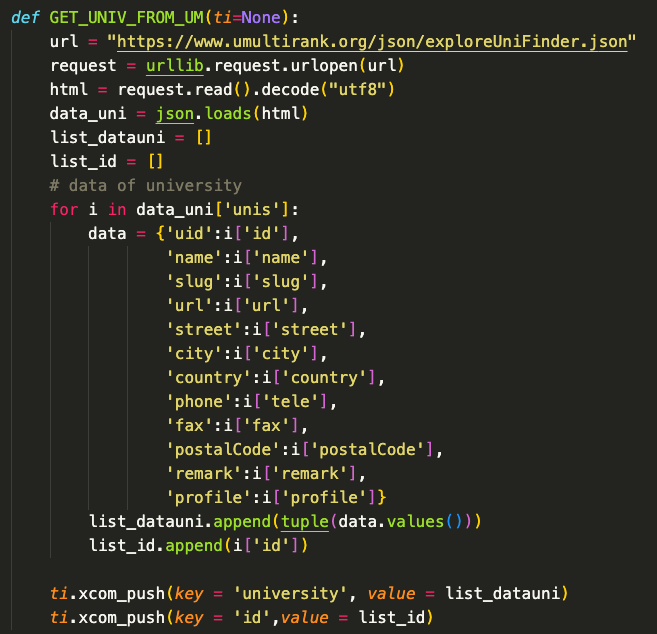 def GET_UNIV_FROM_UM(ti=None):
    url = "https://www.umultirank.org/json/exploreUniFinder.json"
    request = urllib.request.urlopen(url)
    html = request.read().decode("utf8")
    data_uni = json.loads(html)
    list_datauni = []
    list_id = []
    # data of university
    for i in data_uni['unis']:
        data = {'uid':i['id'],
                'name':i['name'],
                'slug':i['slug'],
                'url':i['url'],
                'street':i['street'],
                'city':i['city'],
                'country':i['country'],
                'phone':i['tele'],
                'fax':i['fax'],
                'postalCode':i['postalCode'],
                'remark':i['remark'],
                'profile':i['profile']}
        list_datauni.append(tuple(data.values()))
        list_id.append(i['id'])

    ti.xcom_push(key = 'university', value = list_datauni)
    ti.xcom_push(key = 'id',value = list_id)